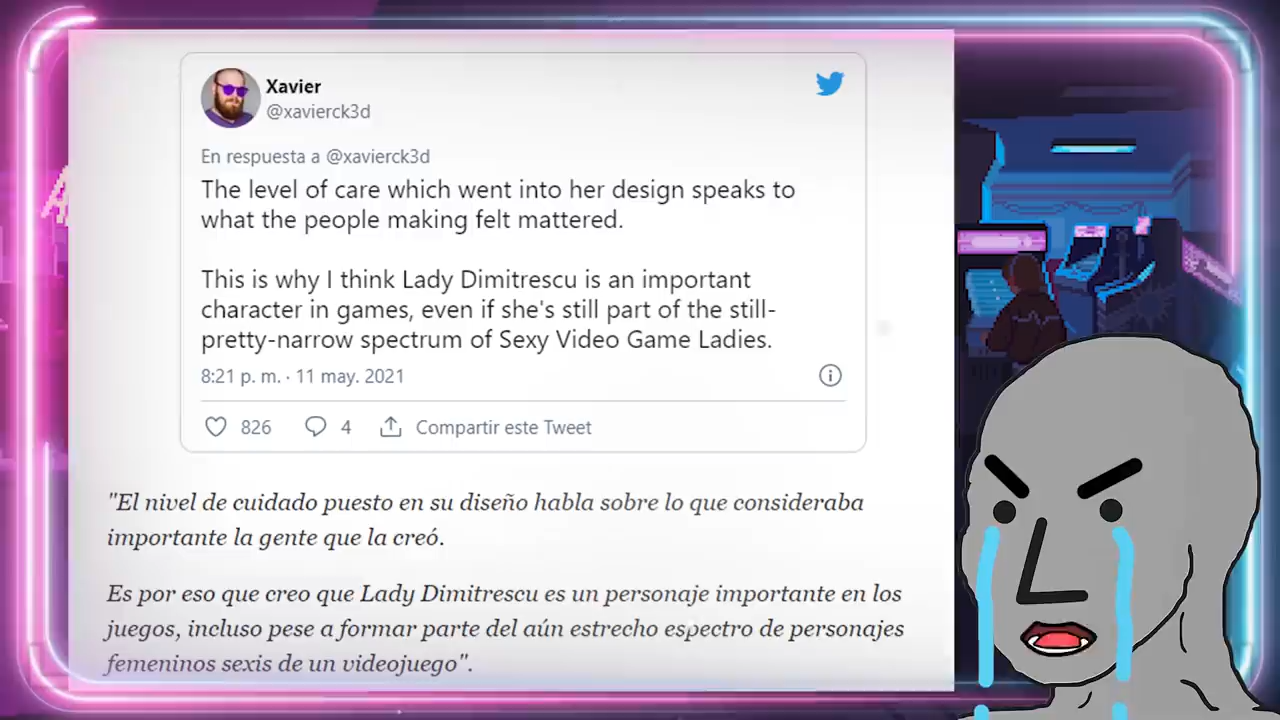 Xavier
@xavierck3d
En respuesta a @xavierck3d
The level of care which went into her design speaks to
what the people making felt mattered.
This is why I think Lady Dimitrescu is an important
character in games, even if she's still part of the still-
pretty-narrow spectrum of Sexy Video Game Ladies.
8:21 p. m. · 11 may. 2021
826 4 Compartir este Tweet
"El nivel de cuidado puesto en su diseño habla sobre lo que consideraba
importante la gente que la creó.
Es por eso que creo que Lady Dimitrescu es un personaje importante en los
juegos, incluso pese a formar parte del aún estrecho espectro de personajes
femeninos sexis de un videojuego".